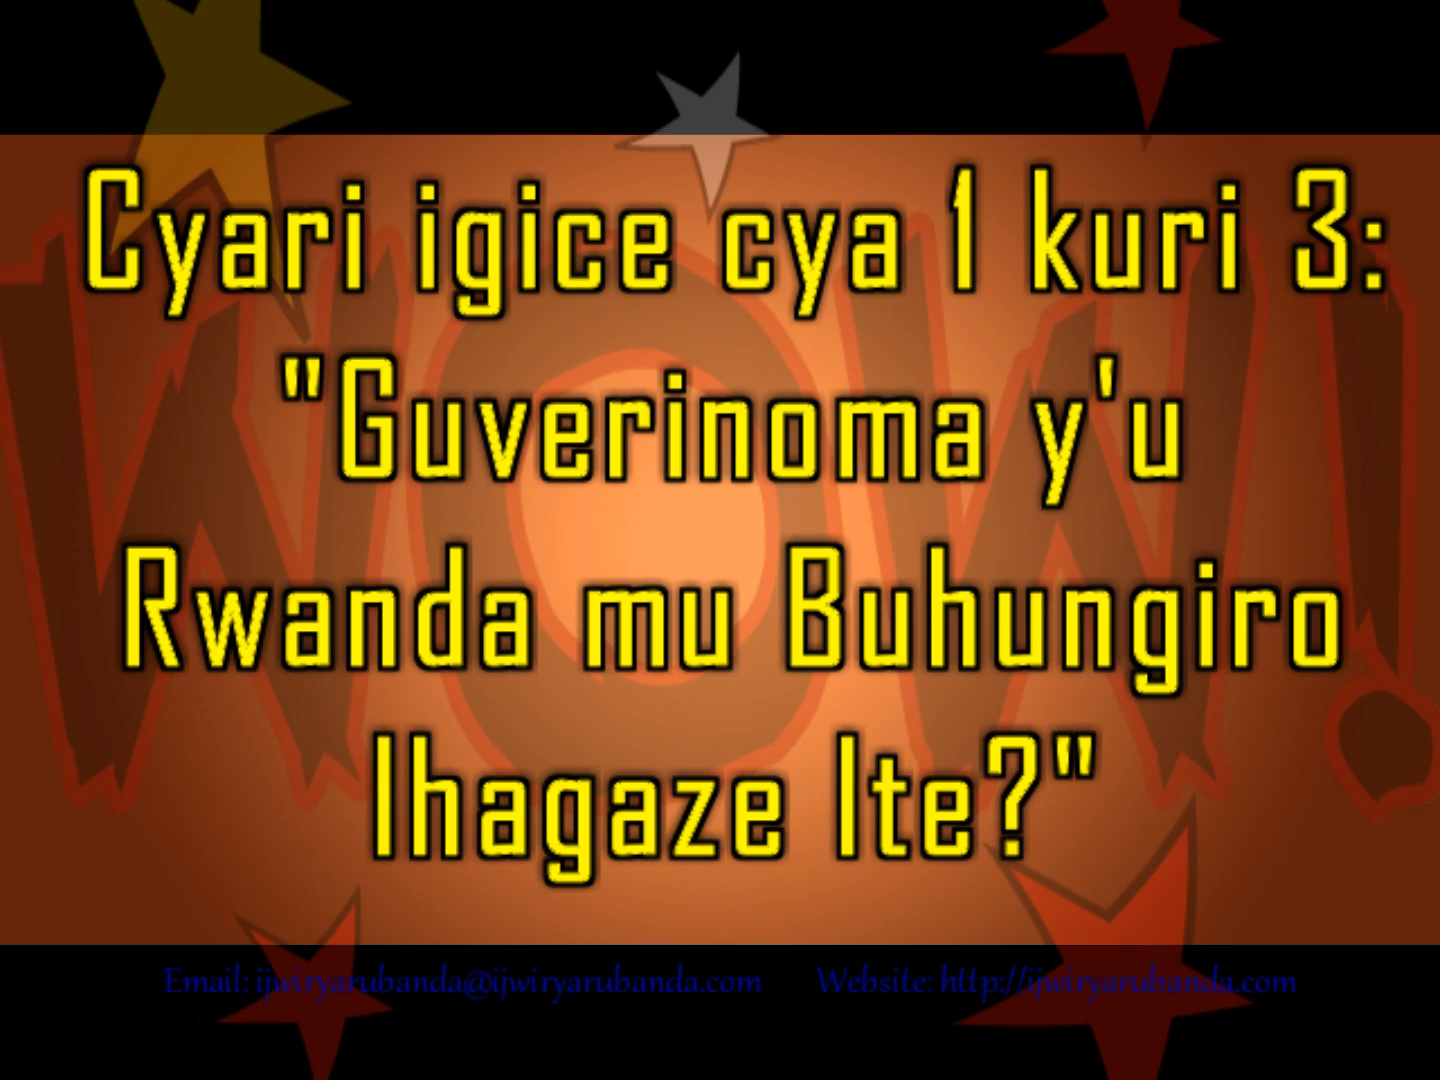 Cyari igice cya 1 kuri 3:
"Guverinoma y'u
Rwanda mu Buhungiro
Ihagaze Ite?"
WOW!
Email: ijwiryarubanda@ijwiryarubanda.com Website: http://ijwiryarubanda.com